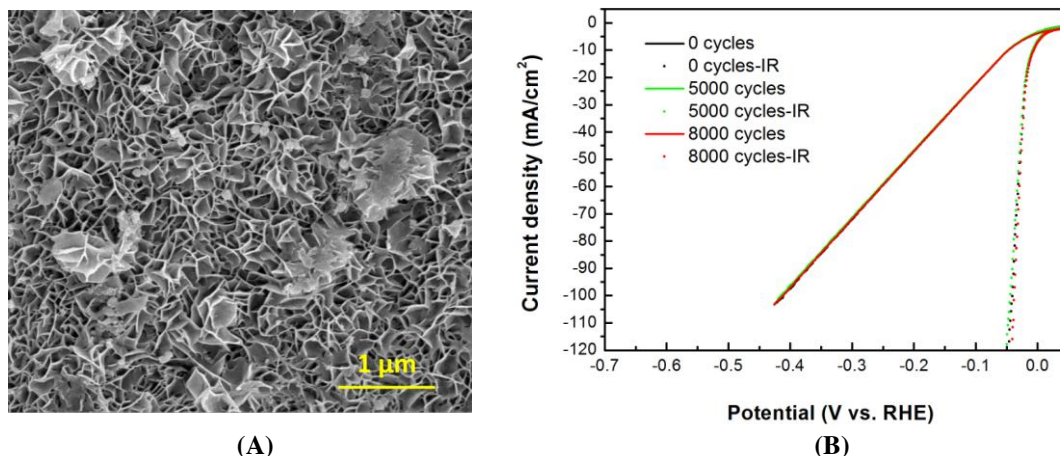 1 µm
(A)
Current density (mA/cm²)
0
-10
-20
-30
-40
-50
-60
-70
-80
-90
-100
-110
-120
0 cycles
0 cycles-IR
5000 cycles
5000 cycles-IR
8000 cycles
8000 cycles-IR
-0.7 -0.6 -0.5 -0.4 -0.3 -0.2 -0.1 0.0
Potential (V vs. RHE)
(B)